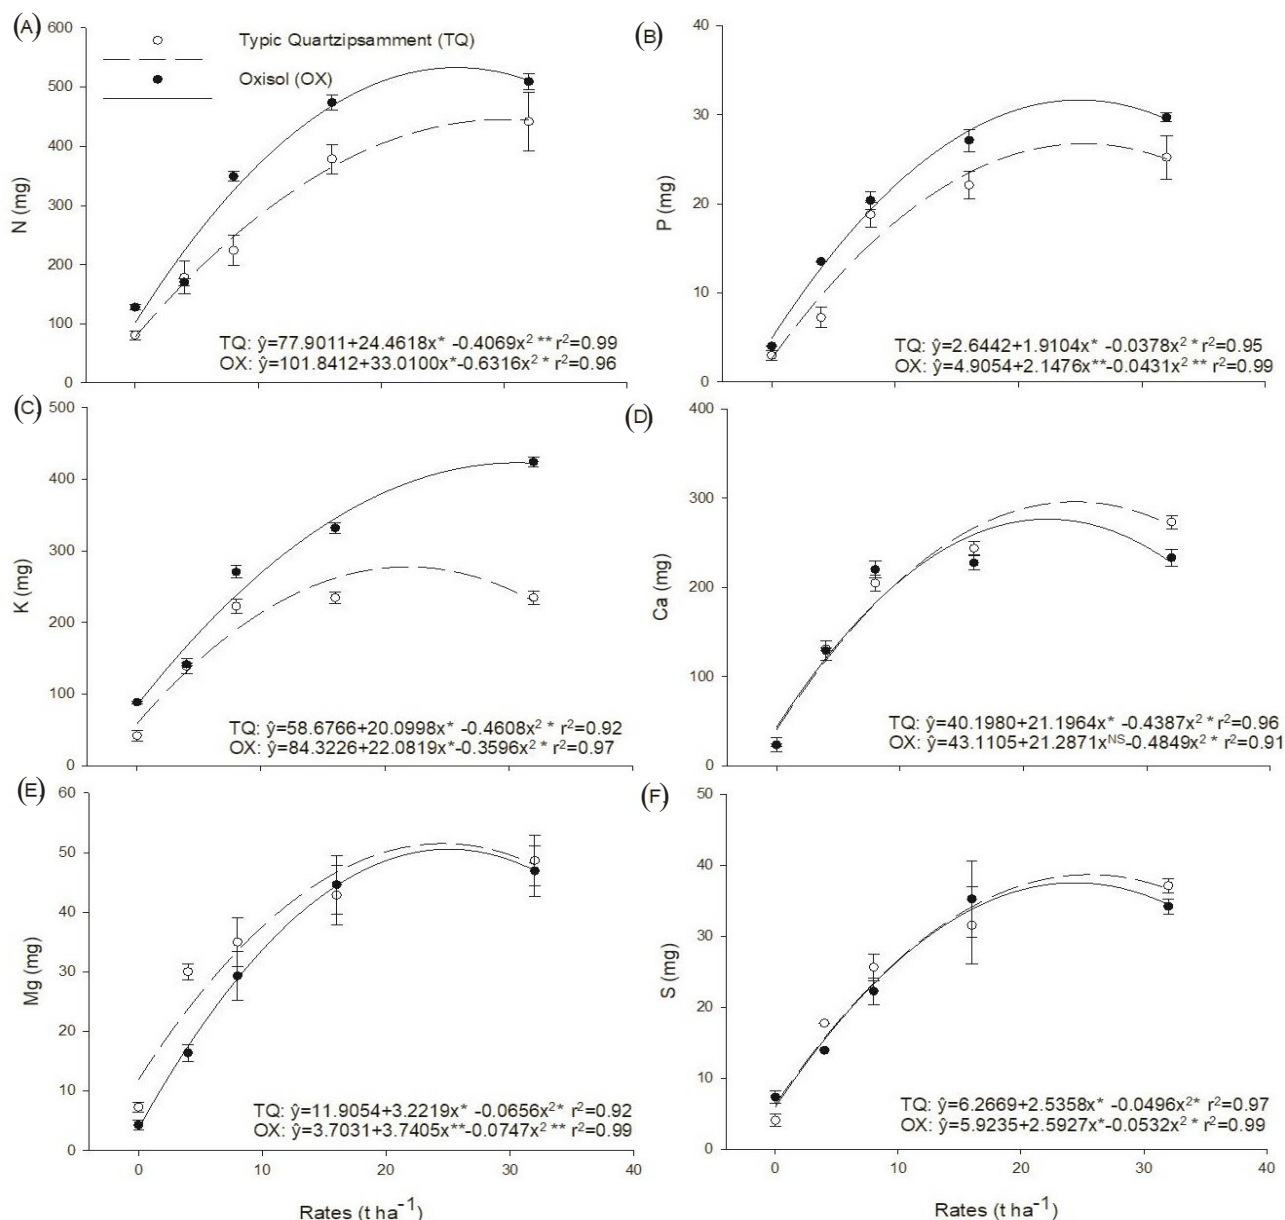 (A)
600
500
400
300
200
100
0
N (mg)
Typic Quartzipsamment (TQ)
Oxisol (OX)
TQ: ŷ=77.9011+24.4618x* -0.4069x² ** r²=0.99
OX: ŷ=101.8412+33.0100x*-0.6316x² * r²=0.96
(B)
40
30
20
10
0
P (mg)
TQ: ŷ=2.6442+1.9104x* -0.0378x² * r²=0.95
OX: ŷ=4.9054+2.1476x**-0.0431x² ** r²=0.99
(C)
500
400
300
200
100
0
K (mg)
TQ: ŷ=58.6766+20.0998x* -0.4608x² * r²=0.92
OX: ŷ=84.3226+22.0819x*-0.3596x² * r²=0.97
(D)
400
300
200
100
0
Ca (mg)
TQ: ŷ=40.1980+21.1964x* -0.4387x² * r²=0.96
OX: ŷ=43.1105+21.2871xᴺˢ-0.4849x² * r²=0.91
(E)
60
50
40
30
20
10
0
Mg (mg)
TQ: ŷ=11.9054+3.2219x* -0.0656x²* r²=0.92
OX: ŷ=3.7031+3.7405x**-0.0747x² ** r²=0.99
0 10 20 30 40
Rates (t ha⁻¹)
(F)
50
40
30
20
10
0
S (mg)
TQ: ŷ=6.2669+2.5358x* -0.0496x²* r²=0.97
OX: ŷ=5.9235+2.5927x*-0.0532x² * r²=0.99
0 10 20 30 40
Rates (t ha⁻¹)